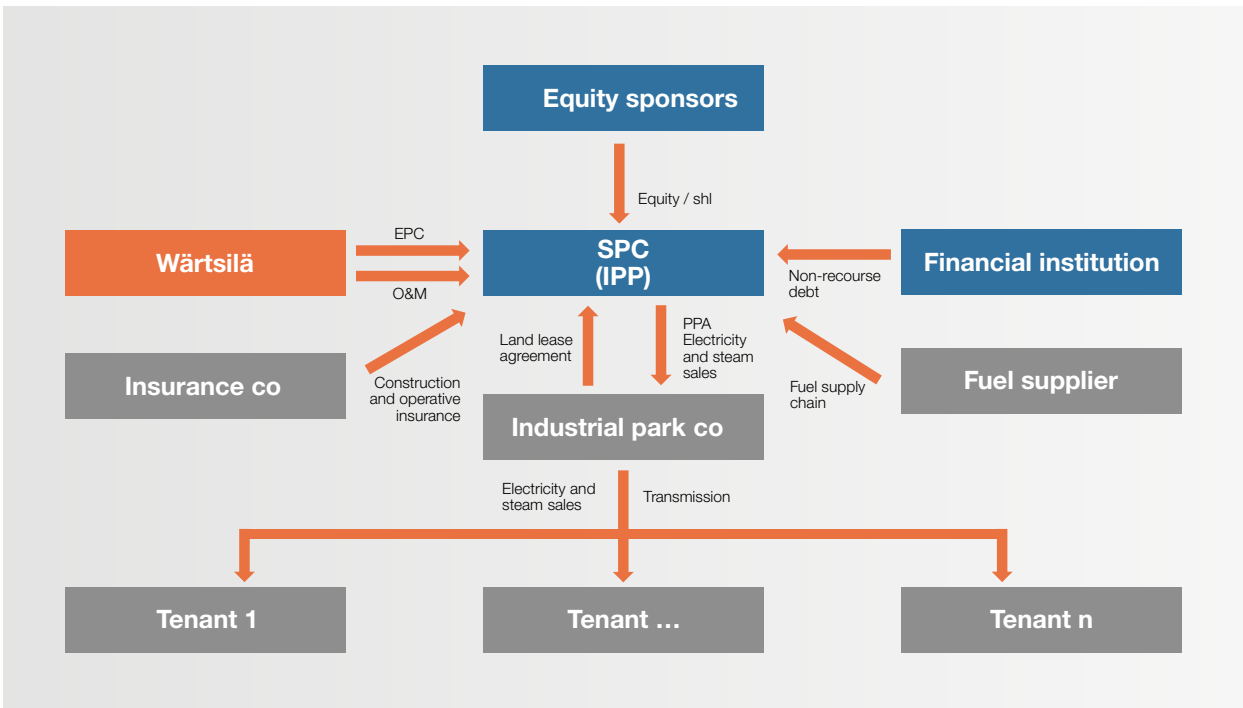 Equity sponsors
Equity / shl
EPC
Wärtsilä
O&M
SPC
(IPP)
Non-recourse
debt
Financial institution
Insurance co
Construction
and operative
insurance
Land lease
agreement
PPA
Electricity
and steam
sales
Fuel supply
chain
Fuel supplier
Industrial park co
Electricity and
steam sales
Transmission
Tenant 1
Tenant ...
Tenant n